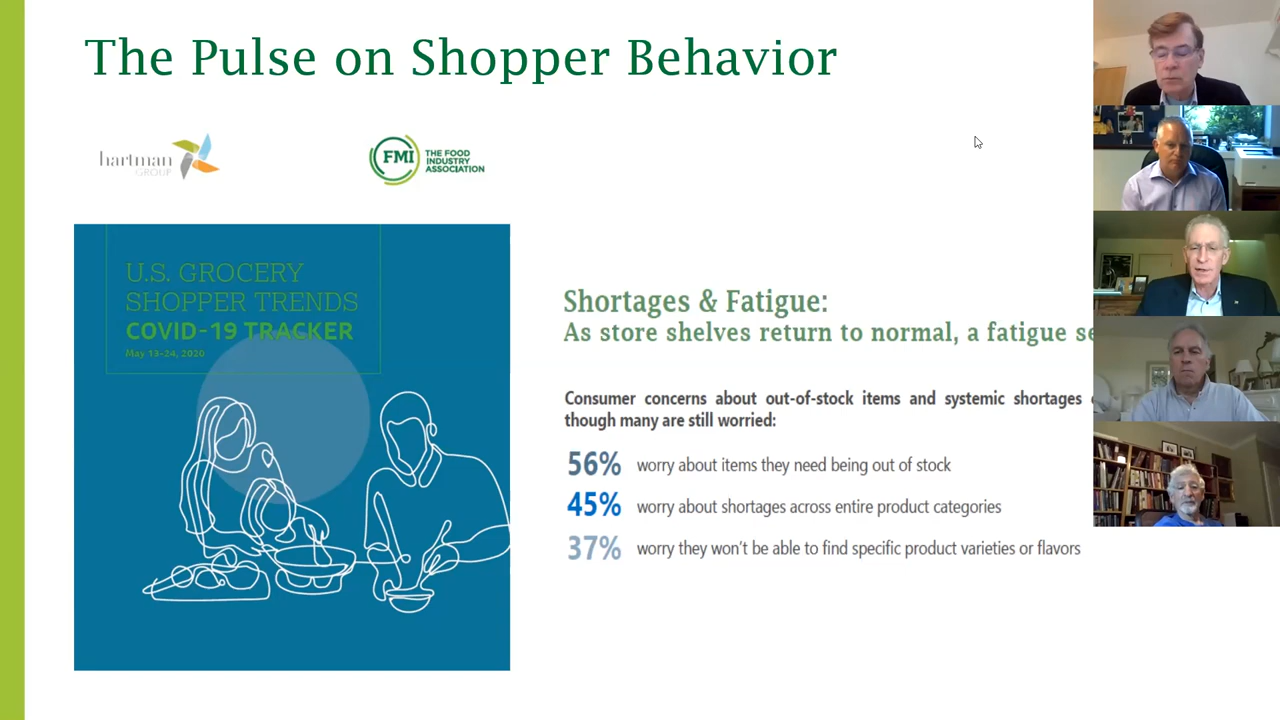 The Pulse on Shopper Behavior
hartman
GROUP
FMI
THE FOOD
INDUSTRY
ASSOCIATION
U.S. GROCERY
SHOPPER TRENDS
COVID-19 TRACKER
May 13-24, 2020
Shortages & Fatigue:
As store shelves return to normal, a fatigue
Consumer concerns about out-of-stock items and systemic shortages
though many are still worried:
56% worry about items they need being out of stock
45% worry about shortages across entire product categories
37% worry they won't be able to find specific product varieties or flavors